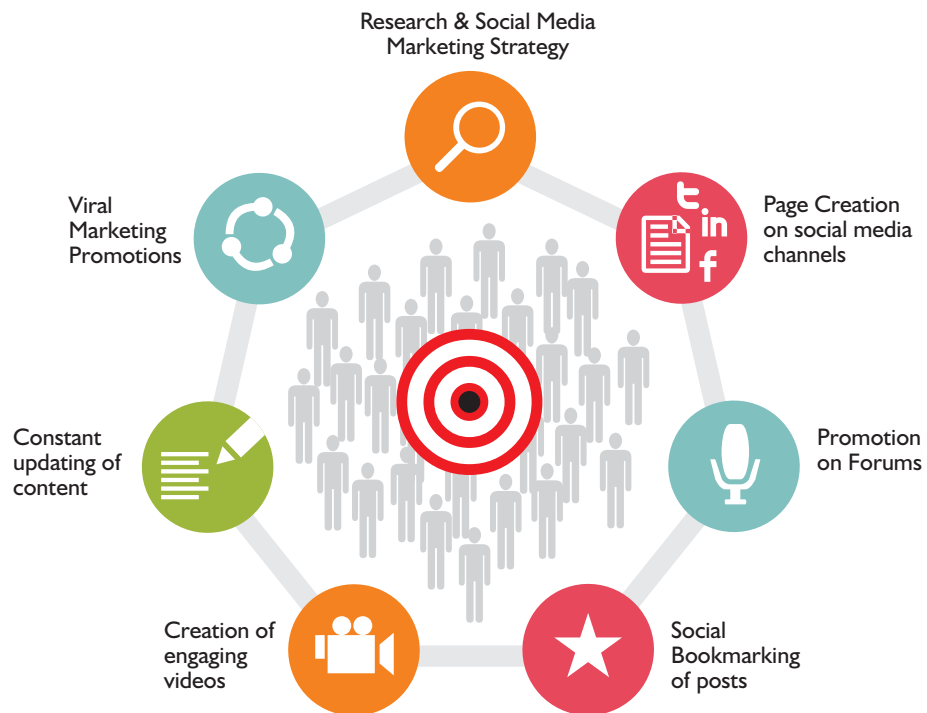 Research & Social Media
Marketing Strategy
Viral
Marketing
Promotions
t
in
f
Page Creation
on social media
channels
Constant
updating of
content
Promotion
on Forums
Creation of
engaging
videos
Social
Bookmarking
of posts